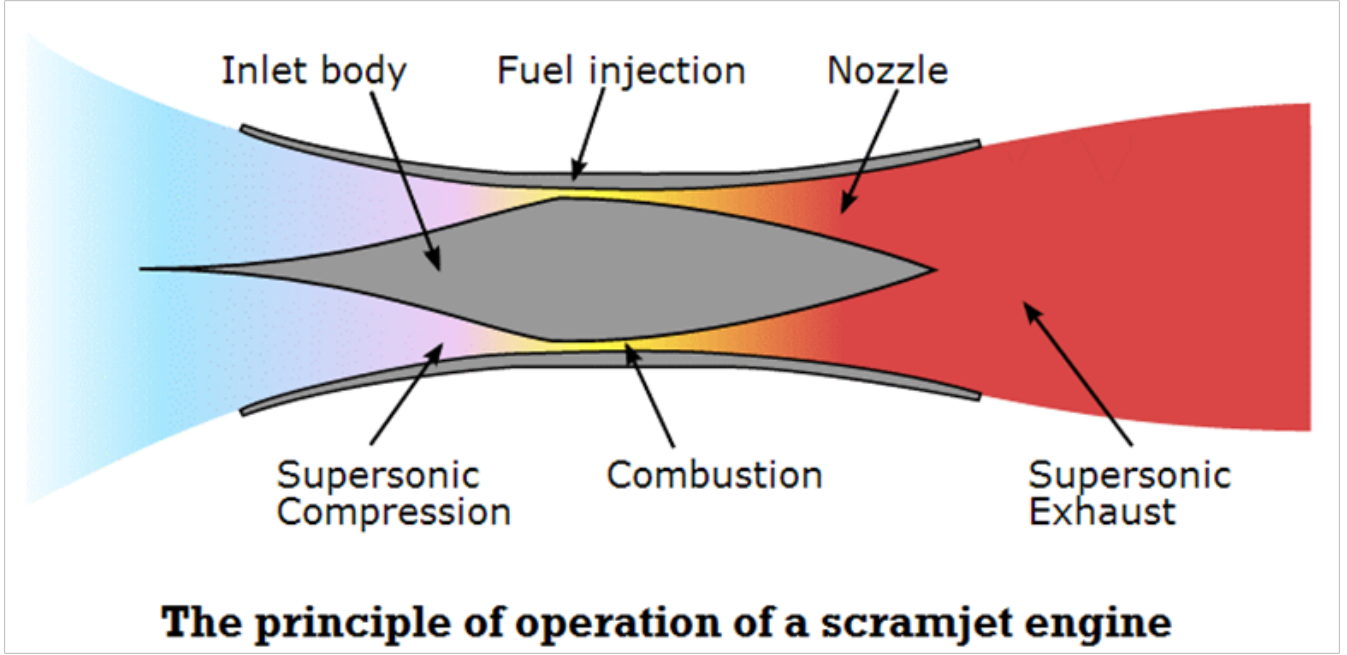 Inlet body
Fuel injection
Nozzle
Supersonic
Compression
Combustion
Supersonic
Exhaust
The principle of operation of a scramjet engine